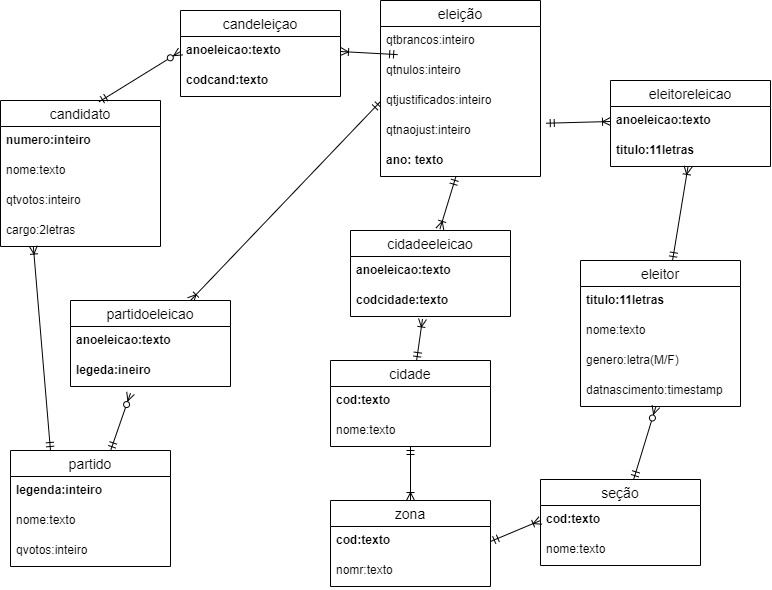 candeleiçao
anoeleicao:texto
codcand:texto
eleição
qtbrancos:inteiro
qtnulos:inteiro
qtjustificados:inteiro
qtnaojust:inteiro
ano: texto
eleitoreleicao
anoeleicao:texto
titulo:11letras
candidato
numero:inteiro
nome:texto
qtvotos:inteiro
cargo:2letras
cidadeeleicao
anoeleicao:texto
codcidade:texto
eleitor
titulo:11letras
nome:texto
genero:letra(M/F)
datnascimento:timestamp
partidoeleicao
anoeleicao:texto
legeda:ineiro
cidade
cod:texto
nome:texto
partido
legenda:inteiro
nome:texto
qvotos:inteiro
zona
cod:texto
nomr:texto
seção
cod:texto
nome:texto